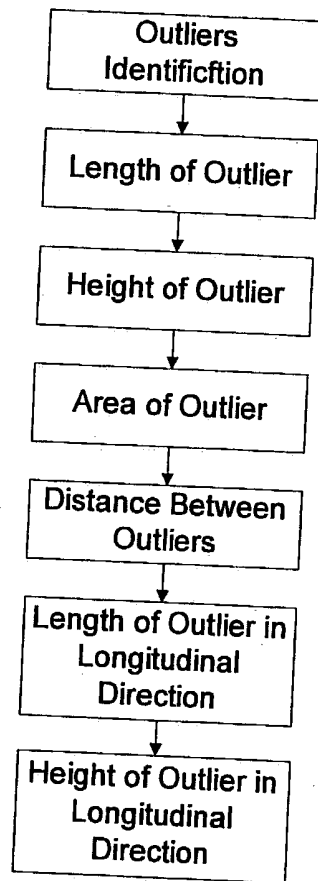 Outliers
Identificftion
Length of Outlier
Height of Outlier
Area of Outlier
Distance Between
Outliers
Length of Outlier in
Longitudinal
Direction
Height of Outlier in
Longitudinal
Direction